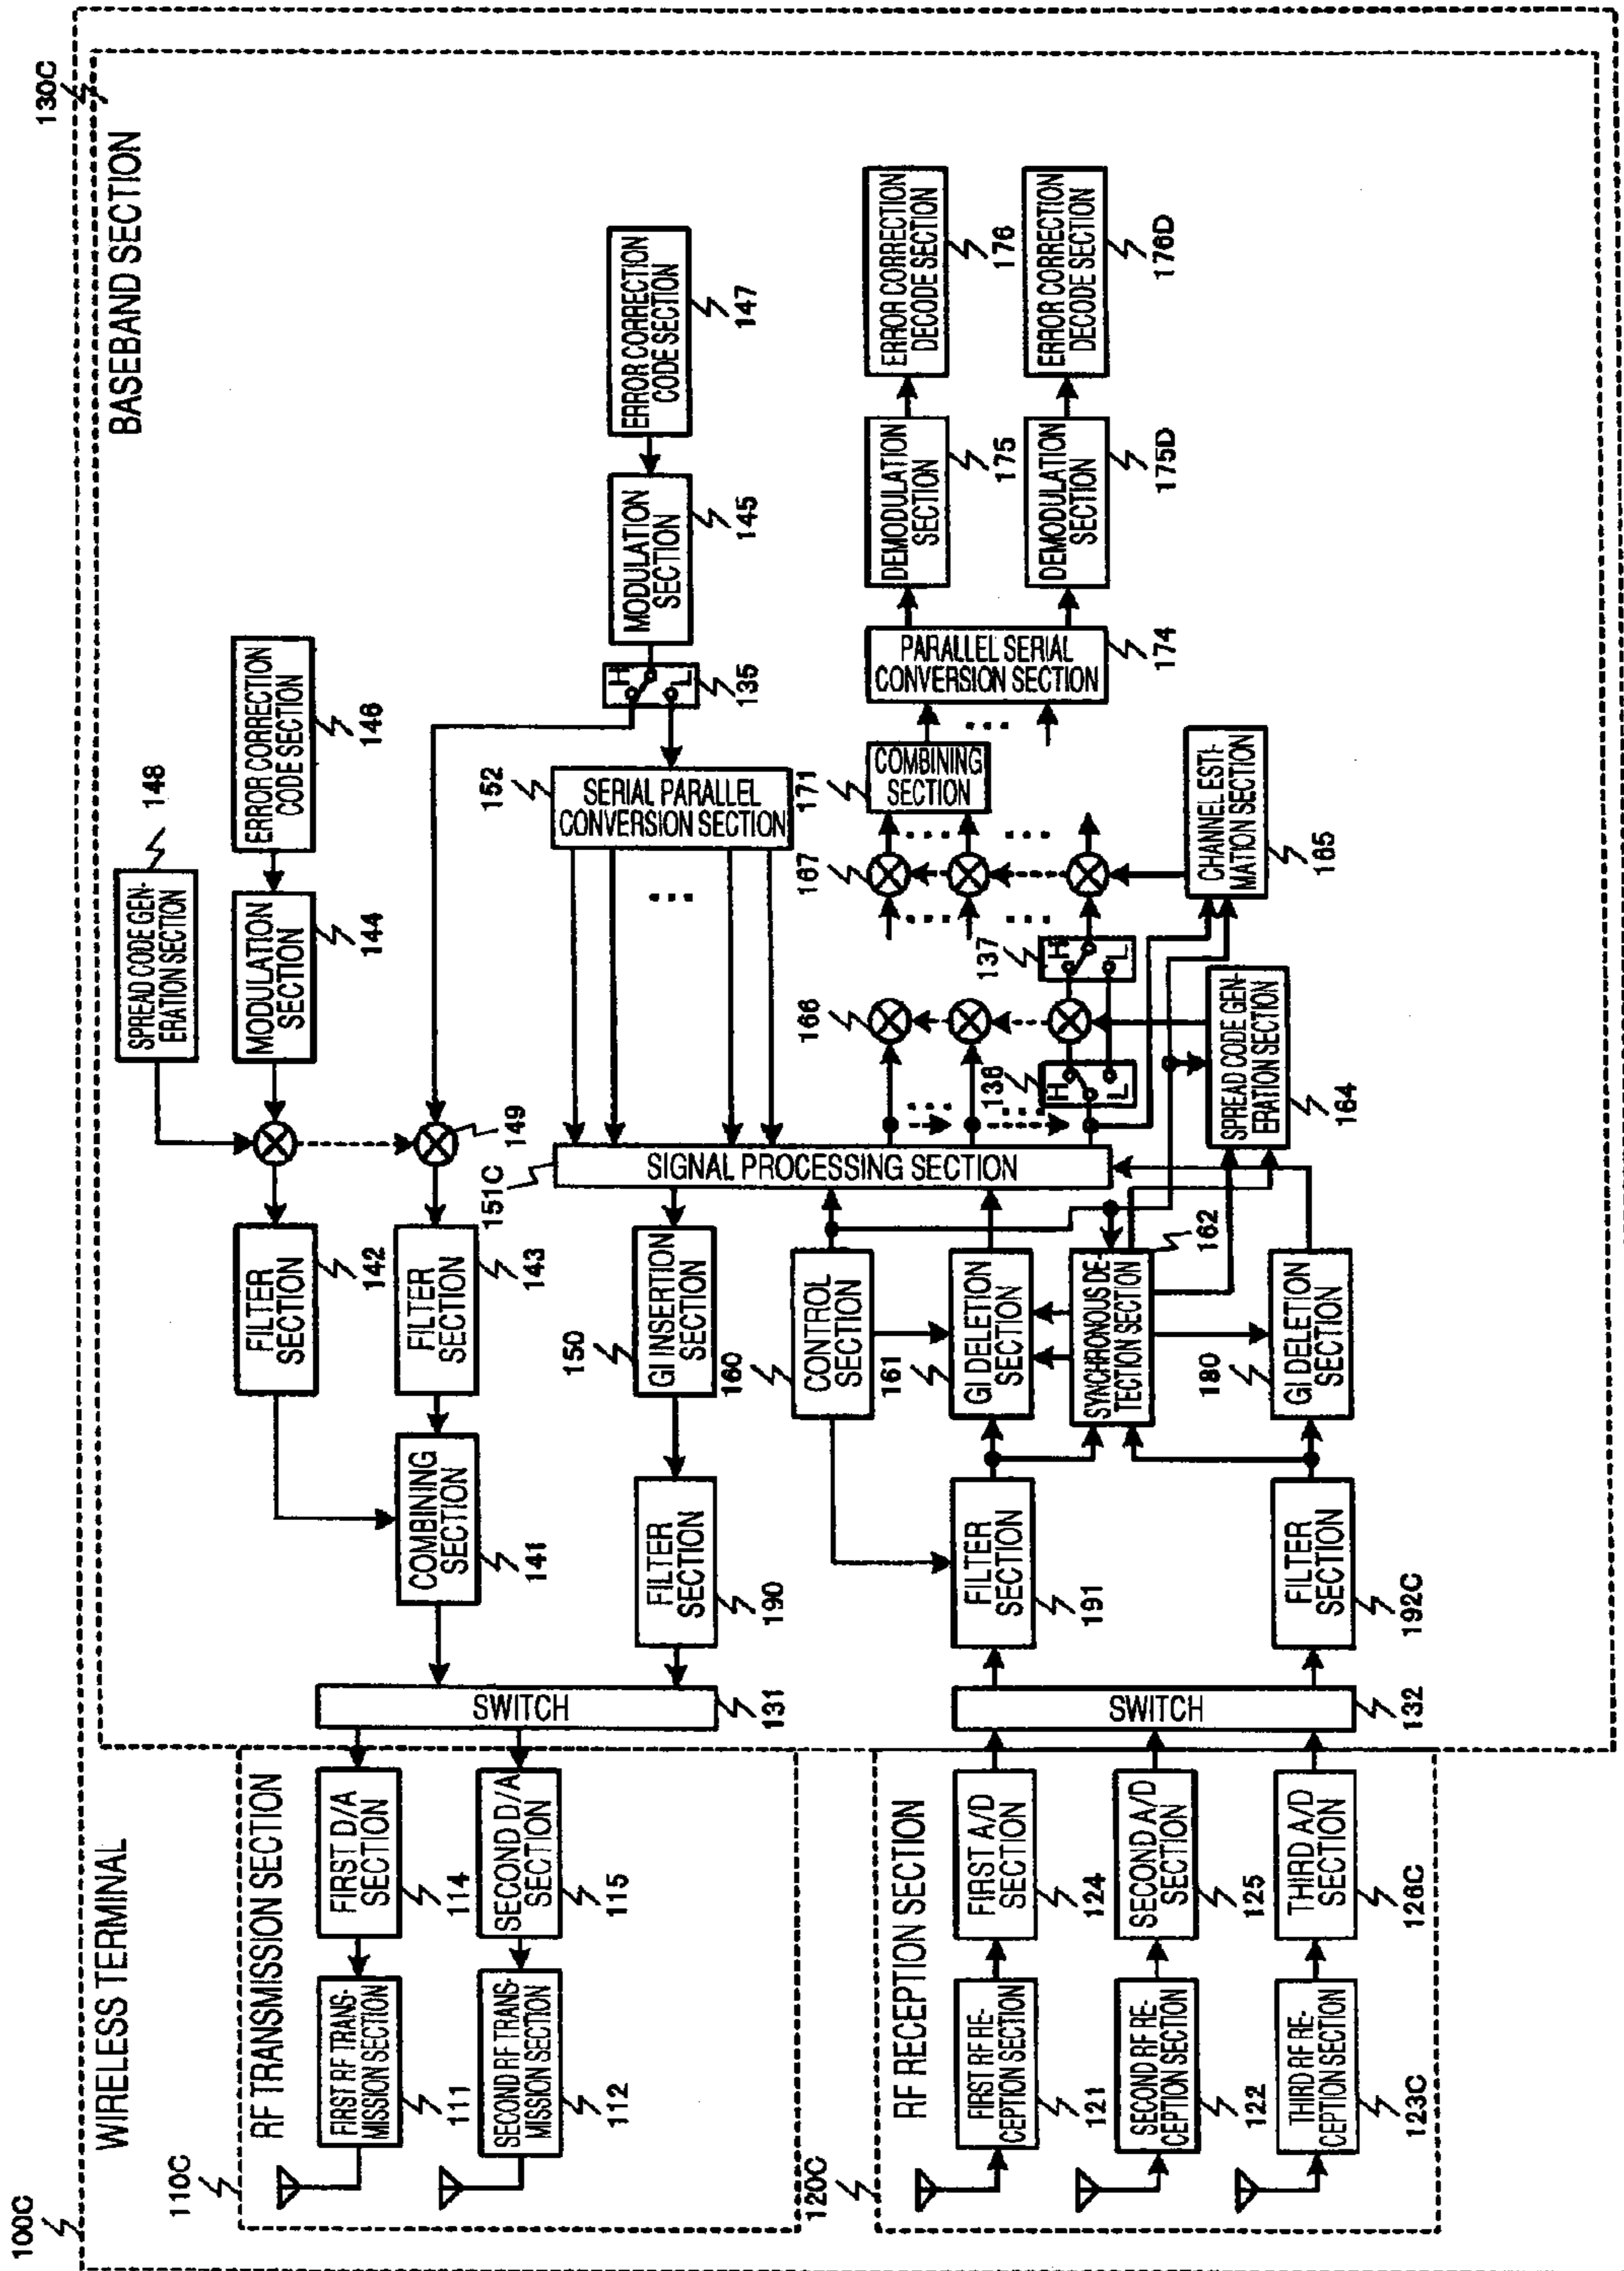 100C
WIRELESS TERMINAL
130C
BASEBAND SECTION
110C
RF TRANSMISSION SECTION
FIRST RF TRANS-
MISSION SECTION
111
FIRST D/A
SECTION
114
SECOND RF TRANS-
MISSION SECTION
112
SECOND D/A
SECTION
115
SWITCH
131
COMBINING
SECTION
141
FILTER
SECTION
142
FILTER
SECTION
143
149
SPREAD CODE GEN-
ERATION SECTION
148
MODULATION
SECTION
144
ERROR CORRECTION
CODE SECTION
146
FILTER
SECTION
190
GI INSERTION
SECTION
150
SIGNAL PROCESSING SECTION
151C
SERIAL PARALLEL
CONVERSION SECTION
152
H
L
135
MODULATION
SECTION
145
ERROR CORRECTION
CODE SECTION
147
120C
RF RECEPTION SECTION
FIRST RF RE-
CEPTION SECTION
121
FIRST A/D
SECTION
124
SECOND RF RE-
CEPTION SECTION
122
SECOND A/D
SECTION
125
THIRD RF RE-
CEPTION SECTION
123C
THIRD A/D
SECTION
126C
SWITCH
132
FILTER
SECTION
191
FILTER
SECTION
192C
CONTROL
SECTION
160
GI DELETION
SECTION
161
SYNCHRONOUS DE-
TECTION SECTION
162
GI DELETION
SECTION
180
H
L
136
166
H
L
137
SPREAD CODE GEN-
ERATION SECTION
164
167
CHANNEL ESTI-
MATION SECTION
165
COMBINING
SECTION
171
PARALLEL SERIAL
CONVERSION SECTION
174
DEMODULATION
SECTION
175
ERROR CORRECTION
DECODE SECTION
176
DEMODULATION
SECTION
175D
ERROR CORRECTION
DECODE SECTION
176D